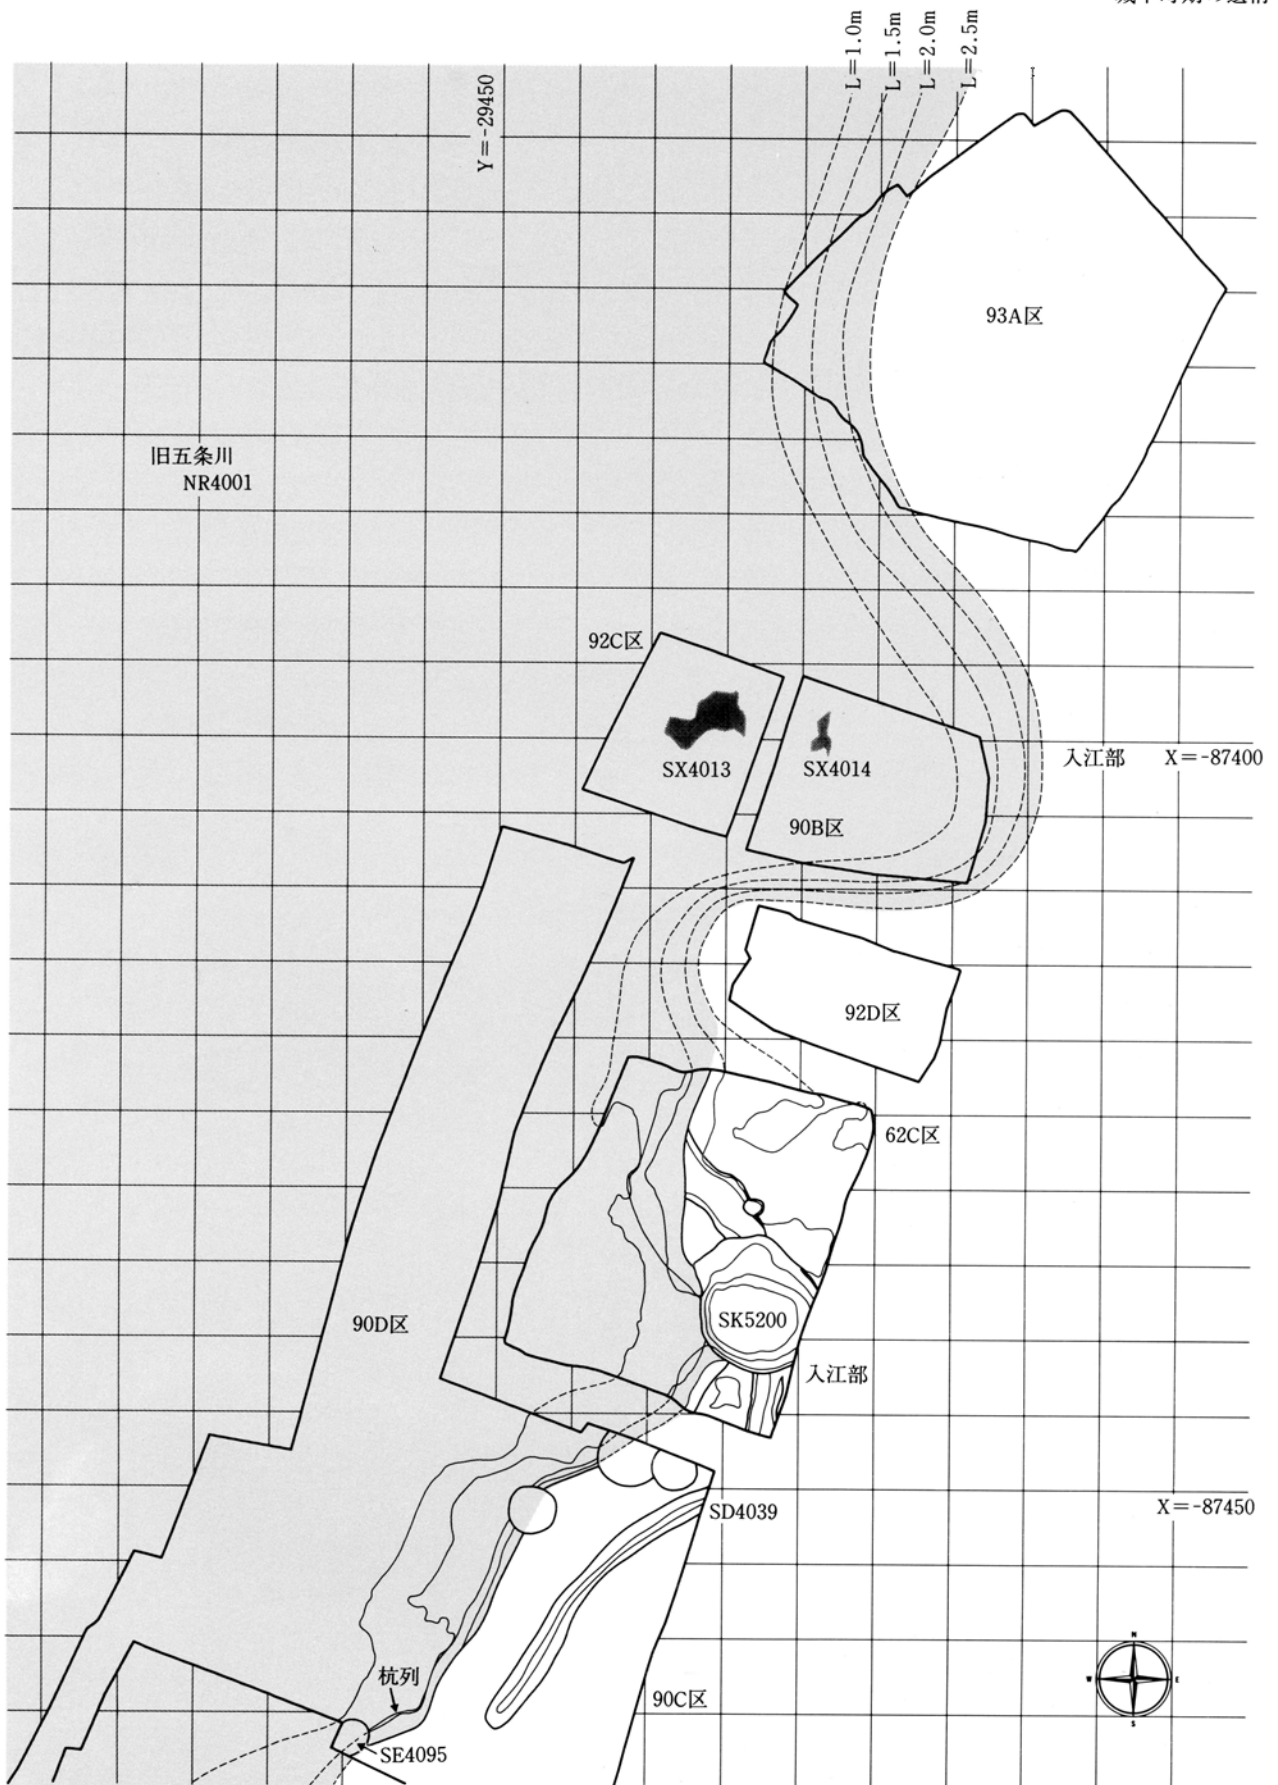 L=1.0m
L=1.5m
L=2.0m
L=2.5m
Y=-29450
93A区
旧五条川
NR4001
92C区
SX4013
SX4014
入江部
X=-87400
90B区
92D区
62C区
90D区
SK5200
入江部
SD4039
X=-87450
N
W
E
S
杭列
90C区
SE4095